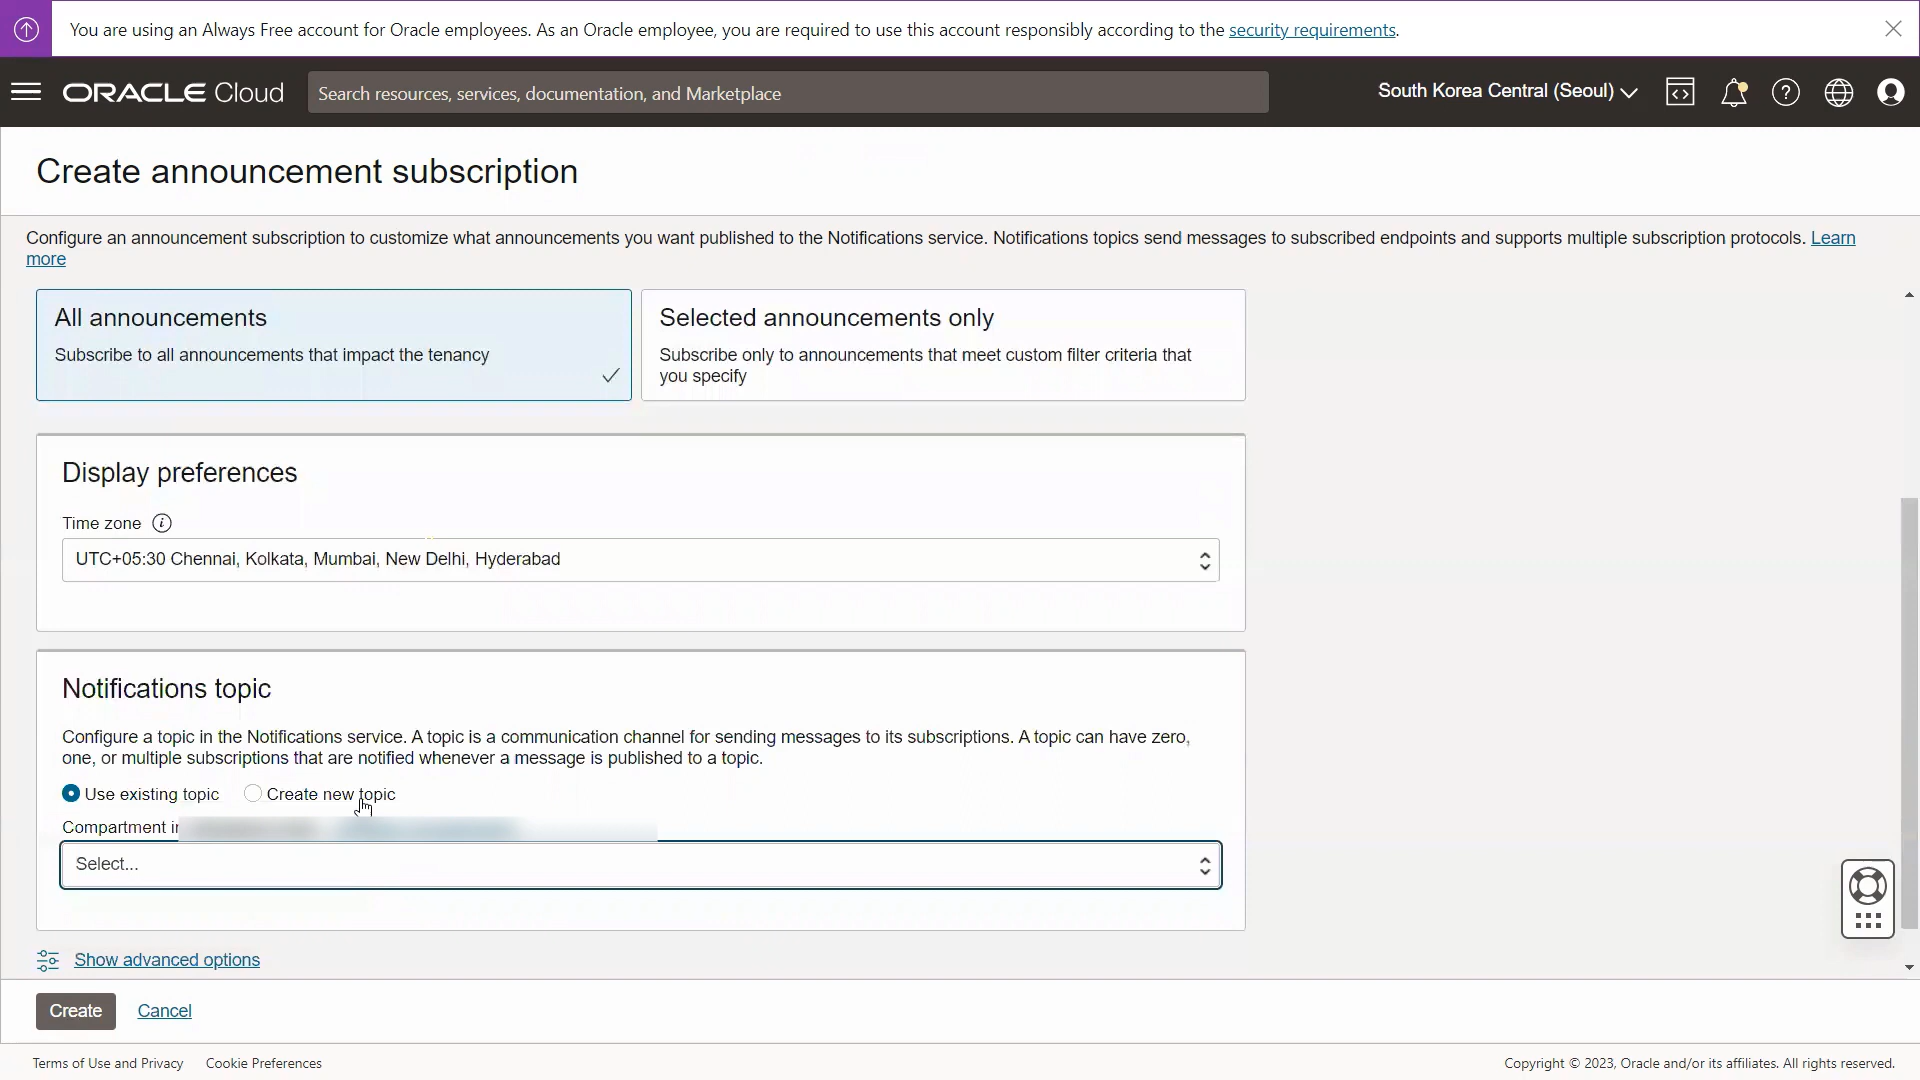 You are using an Always Free account for Oracle employees. As an Oracle employee, you are required to use this account responsibly according to the security requirements.
ORACLE Cloud
Search resources, services, documentation, and Marketplace
South Korea Central (Seoul)
Create announcement subscription
Configure an announcement subscription to customize what announcements you want published to the Notifications service. Notifications topics send messages to subscribed endpoints and supports multiple subscription protocols. Learn
more
All announcements
Subscribe to all announcements that impact the tenancy
Selected announcements only
Subscribe only to announcements that meet custom filter criteria that
you specify
Display preferences
Time zone
UTC+05:30 Chennai, Kolkata, Mumbai, New Delhi, Hyderabad
Notifications topic
Configure a topic in the Notifications service. A topic is a communication channel for sending messages to its subscriptions. A topic can have zero,
one, or multiple subscriptions that are notified whenever a message is published to a topic.
Use existing topic Create new topic
Compartment
Select...
Show advanced options
Create Cancel
Terms of Use and Privacy Cookie Preferences
Copyright © 2023, Oracle and/or its affiliates. All rights reserved.